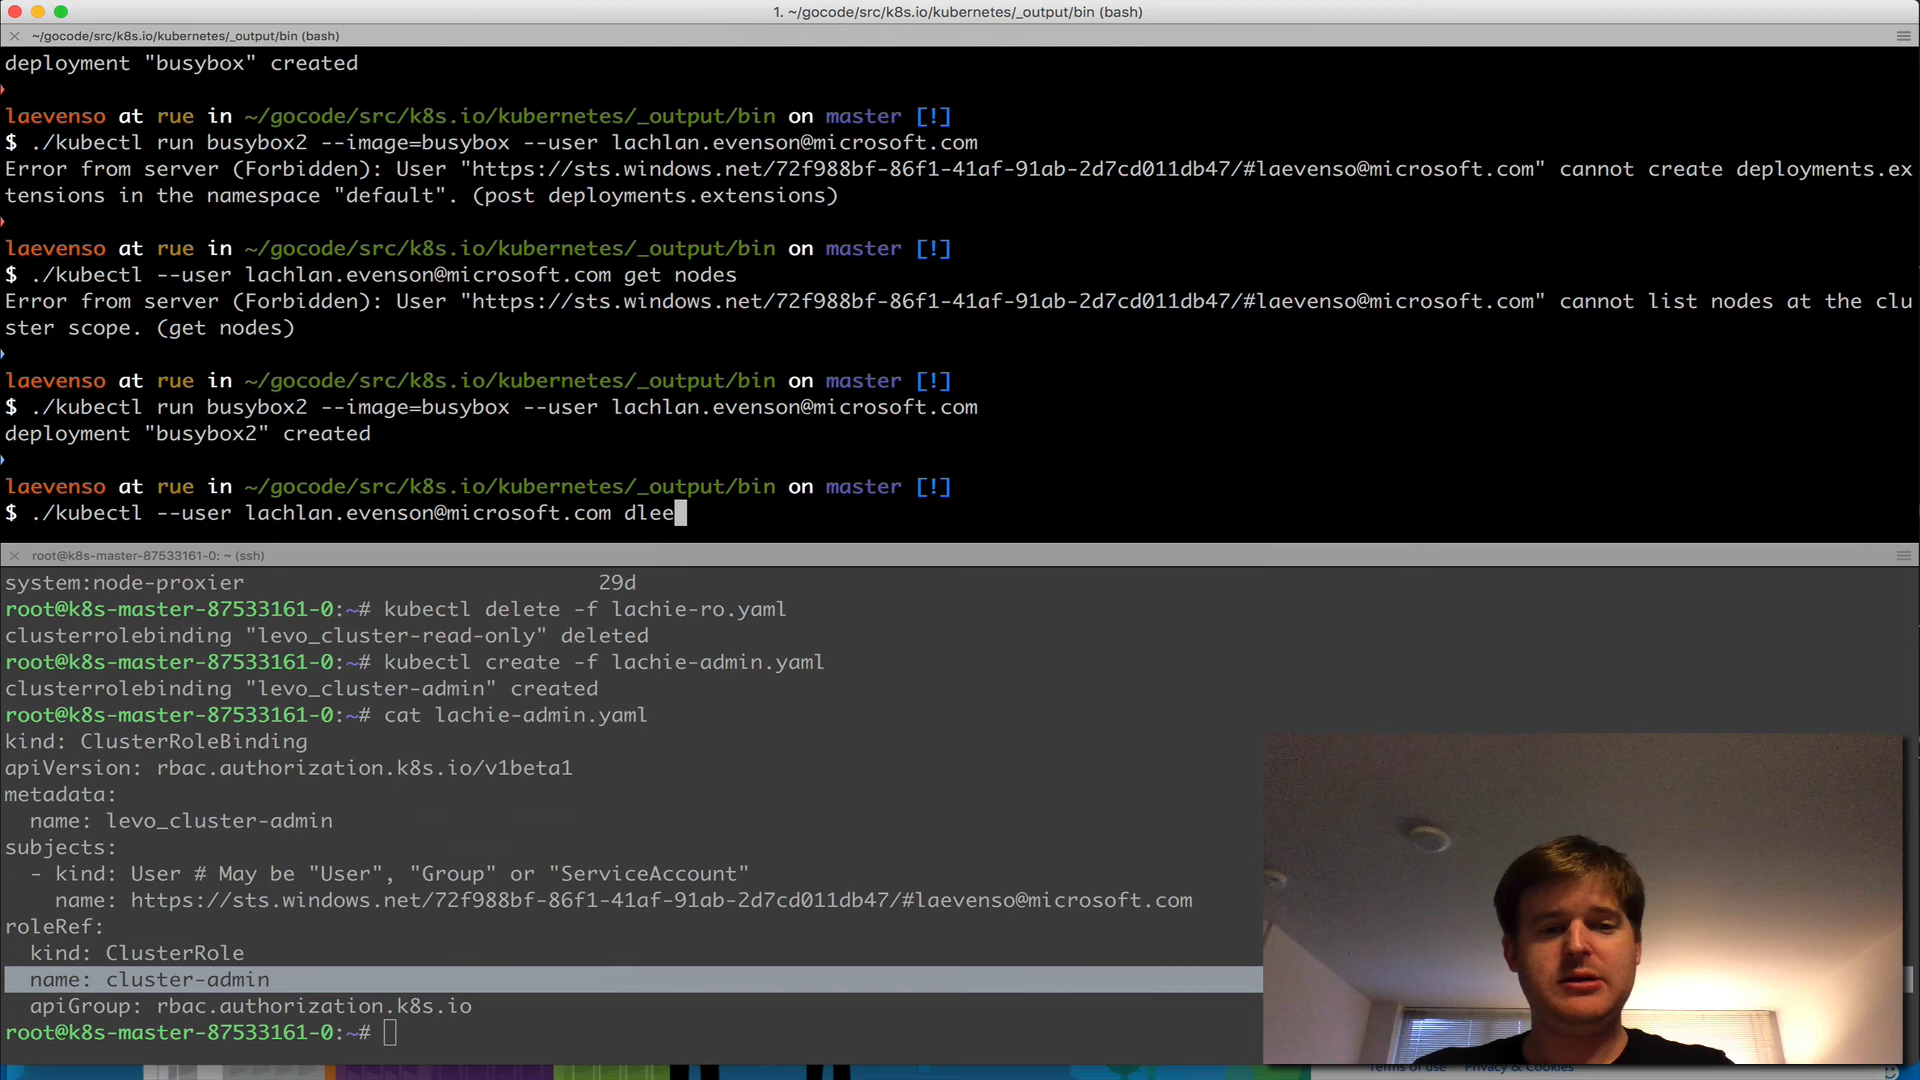 1. ~/gocode/src/k8s.io/kubernetes/_output/bin (bash)
~/gocode/src/k8s.io/kubernetes/_output/bin (bash)
deployment "busybox" created
laevenso at rue in ~/gocode/src/k8s.io/kubernetes/_output/bin on master [!]
$ ./kubectl run busybox2 --image=busybox --user lachlan.evenson@microsoft.com
Error from server (Forbidden): User "https://sts.windows.net/72f988bf-86f1-41af-91ab-2d7cd011db47/#laevenso@microsoft.com" cannot create deployments.ex
tensions in the namespace "default". (post deployments.extensions)
laevenso at rue in ~/gocode/src/k8s.io/kubernetes/_output/bin on master [!]
$ ./kubectl --user lachlan.evenson@microsoft.com get nodes
Error from server (Forbidden): User "https://sts.windows.net/72f988bf-86f1-41af-91ab-2d7cd011db47/#laevenso@microsoft.com" cannot list nodes at the clu
ster scope. (get nodes)
laevenso at rue in ~/gocode/src/k8s.io/kubernetes/_output/bin on master [!]
$ ./kubectl run busybox2 --image=busybox --user lachlan.evenson@microsoft.com
deployment "busybox2" created
laevenso at rue in ~/gocode/src/k8s.io/kubernetes/_output/bin on master [!]
$ ./kubectl --user lachlan.evenson@microsoft.com dlee
root@k8s-master-87533161-0: ~ (ssh)
system:node-proxier 29d
root@k8s-master-87533161-0:~# kubectl delete -f lachie-ro.yaml
clusterrolebinding "levo_cluster-read-only" deleted
root@k8s-master-87533161-0:~# kubectl create -f lachie-admin.yaml
clusterrolebinding "levo_cluster-admin" created
root@k8s-master-87533161-0:~# cat lachie-admin.yaml
kind: ClusterRoleBinding
apiVersion: rbac.authorization.k8s.io/v1beta1
metadata:
name: levo_cluster-admin
subjects:
- kind: User # May be "User", "Group" or "ServiceAccount"
name: https://sts.windows.net/72f988bf-86f1-41af-91ab-2d7cd011db47/#laevenso@microsoft.com
roleRef:
kind: ClusterRole
name: cluster-admin
apiGroup: rbac.authorization.k8s.io
root@k8s-master-87533161-0:~#
Terms of use Privacy & Cookies